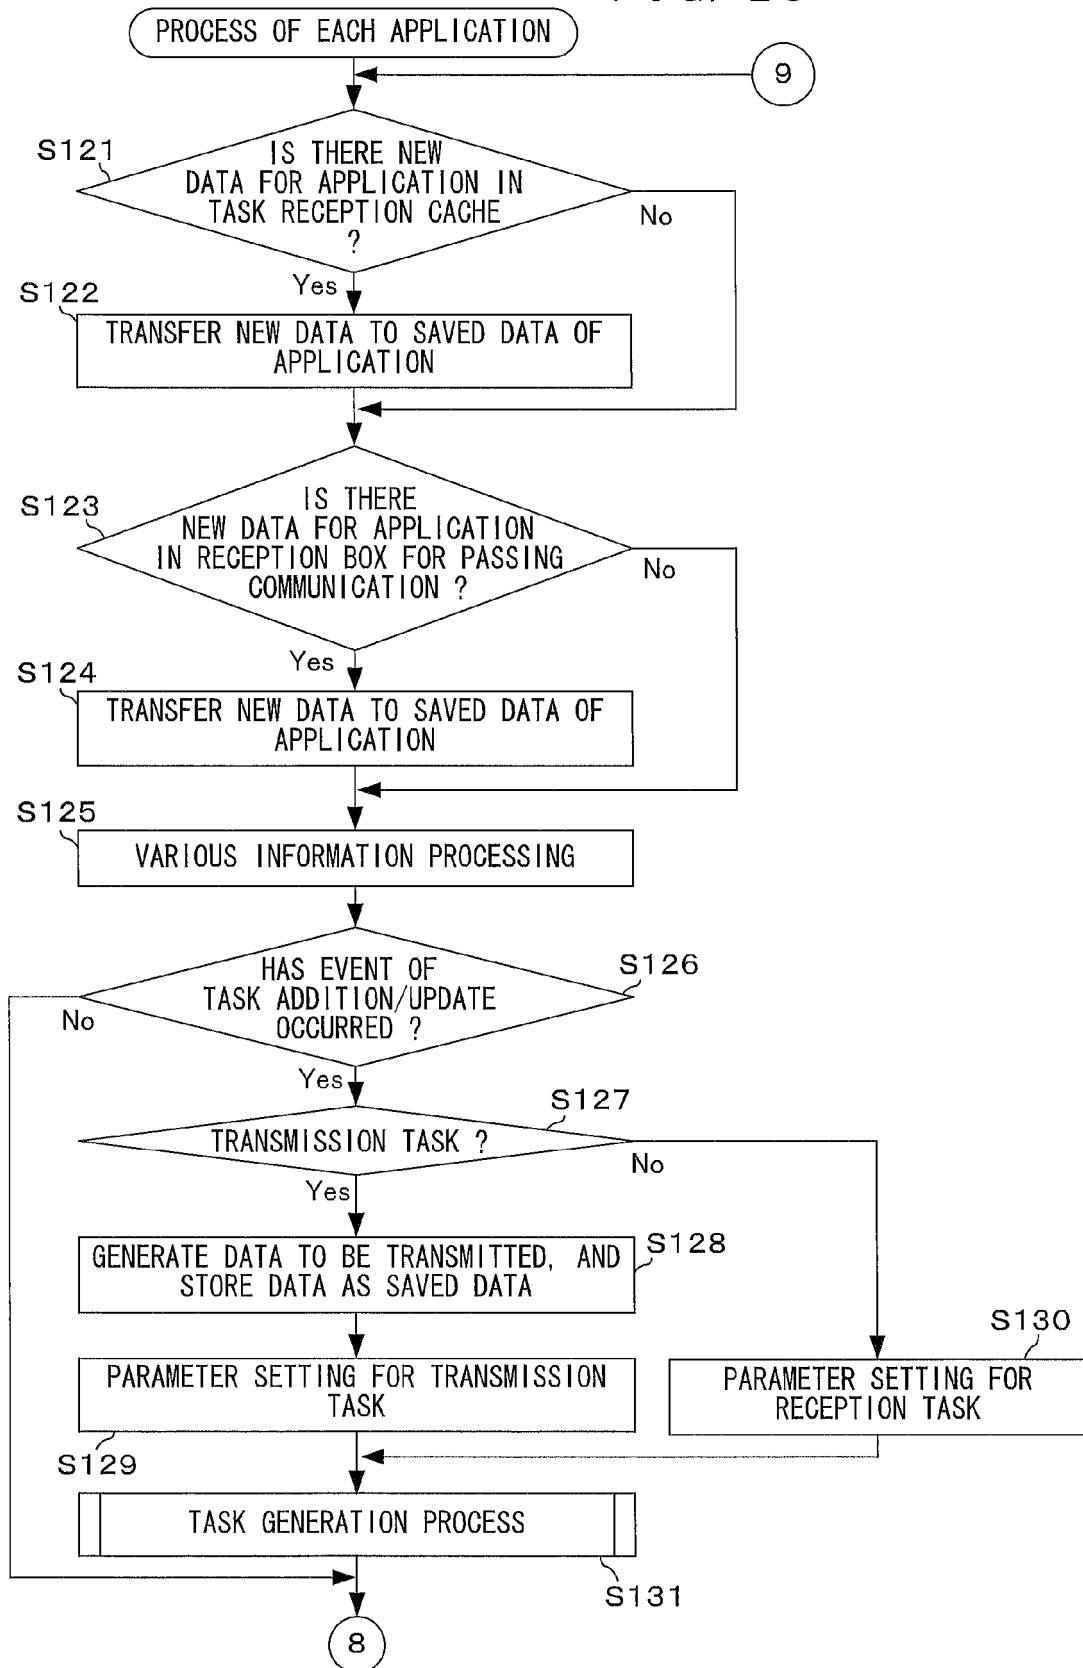 PROCESS OF EACH APPLICATION
9
S121
IS THERE NEW
DATA FOR APPLICATION IN
TASK RECEPTION CACHE
?
No
Yes
S122
TRANSFER NEW DATA TO SAVED DATA OF
APPLICATION
S123
IS THERE
NEW DATA FOR APPLICATION
IN RECEPTION BOX FOR PASSING
COMMUNICATION ?
No
Yes
S124
TRANSFER NEW DATA TO SAVED DATA OF
APPLICATION
S125
VARIOUS INFORMATION PROCESSING
S126
HAS EVENT OF
TASK ADDITION/UPDATE
OCCURRED ?
No
Yes
S127
TRANSMISSION TASK ?
No
Yes
S128
GENERATE DATA TO BE TRANSMITTED, AND
STORE DATA AS SAVED DATA
S130
PARAMETER SETTING FOR TRANSMISSION
TASK
PARAMETER SETTING FOR
RECEPTION TASK
S129
TASK GENERATION PROCESS
S131
8